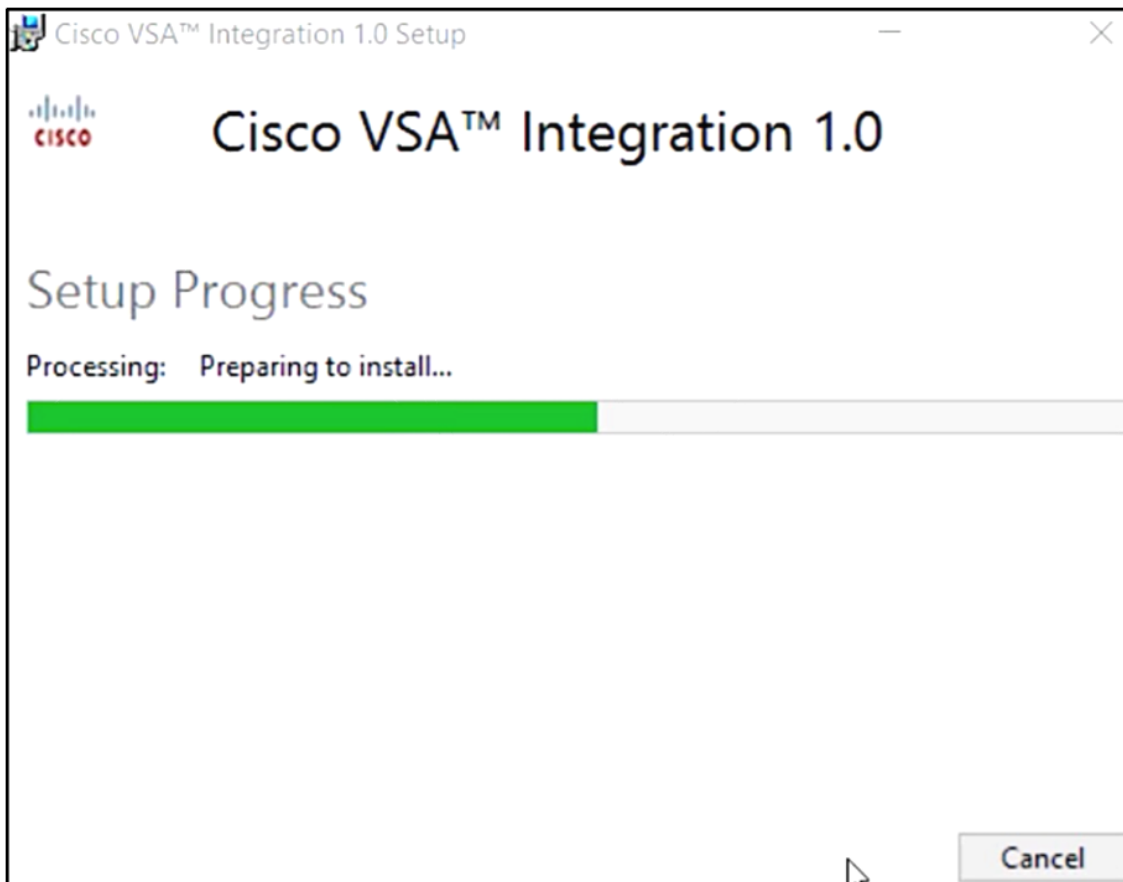 Cisco VSA™ Integration 1.0 Setup
CISCO
Cisco VSA™ Integration 1.0
Setup Progress
Processing: Preparing to install...
Cancel